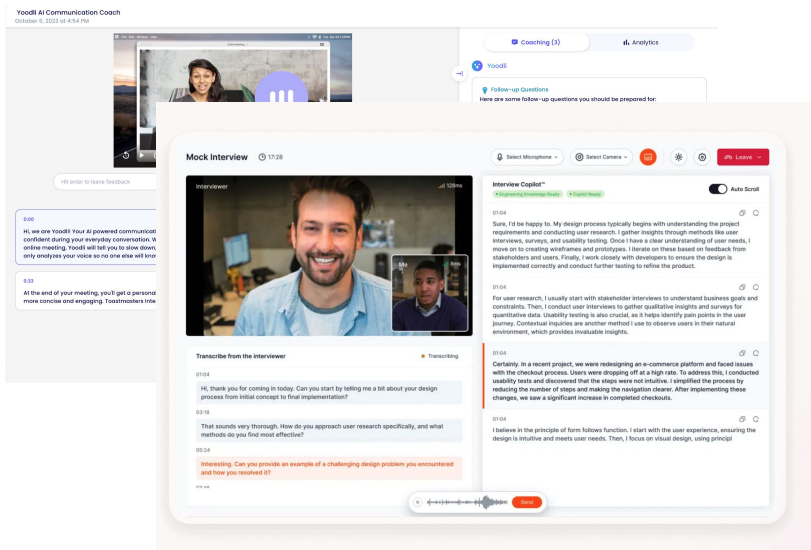 Yoodli AI Communication Coach
October 6, 2023 at 4:54 PM
Coaching (3)
Analytics
Yoodli
Follow-up Questions
Here are some follow-up questions you should be prepared for:
Hit enter to leave feedback
0:00
Hi, we are Yoodli! Your AI powered communicati
confident during your everyday conversation. W
online meeting, Yoodli will tell you to slow down,
only analyzes your voice so no one else will know
0:33
At the end of your meeting, you'll get a personal
more concise and engaging. Toastmasters Inte
Mock Interview
17:28
Select Microphone
Select Camera
Leave
Interviewer
128ms
Me
8ms
Transcribe from the interviewer
Transcribing
01:04
Hi, thank you for coming in today. Can you start by telling me a bit about your design
process from initial concept to final implementation?
03:18
That sounds very thorough. How do you approach user research specifically, and what
methods do you find most effective?
05:24
Interesting. Can you provide an example of a challenging design problem you encountered
and how you resolved it?
Send
Interview Copilot™
Engineering Knowledge Ready
Copilot Ready
Auto Scroll
01:04
Sure, I'd be happy to. My design process typically begins with understanding the project
requirements and conducting user research. I gather insights through methods like user
interviews, surveys, and usability testing. Once I have a clear understanding of user needs, I
move on to creating wireframes and prototypes. I iterate on these based on feedback from
stakeholders and users. Finally, I work closely with developers to ensure the design is
implemented correctly and conduct further testing to refine the product.
01:04
For user research, I usually start with stakeholder interviews to understand business goals and
constraints. Then, I conduct user interviews to gather qualitative insights and surveys for
quantitative data. Usability testing is also crucial, as it helps identify pain points in the user
journey. Contextual inquiries are another method I use to observe users in their natural
environment, which provides invaluable insights.
01:04
Certainly. In a recent project, we were redesigning an e-commerce platform and faced issues
with the checkout process. Users were dropping off at a high rate. To address this, I conducted
usability tests and discovered that the steps were not intuitive. I simplified the process by
reducing the number of steps and making the navigation clearer. After implementing these
changes, we saw a significant increase in completed checkouts.
01:04
I believe in the principle of form follows function. I start with the user experience, ensuring the
design is intuitive and meets user needs. Then, I focus on visual design, using principl